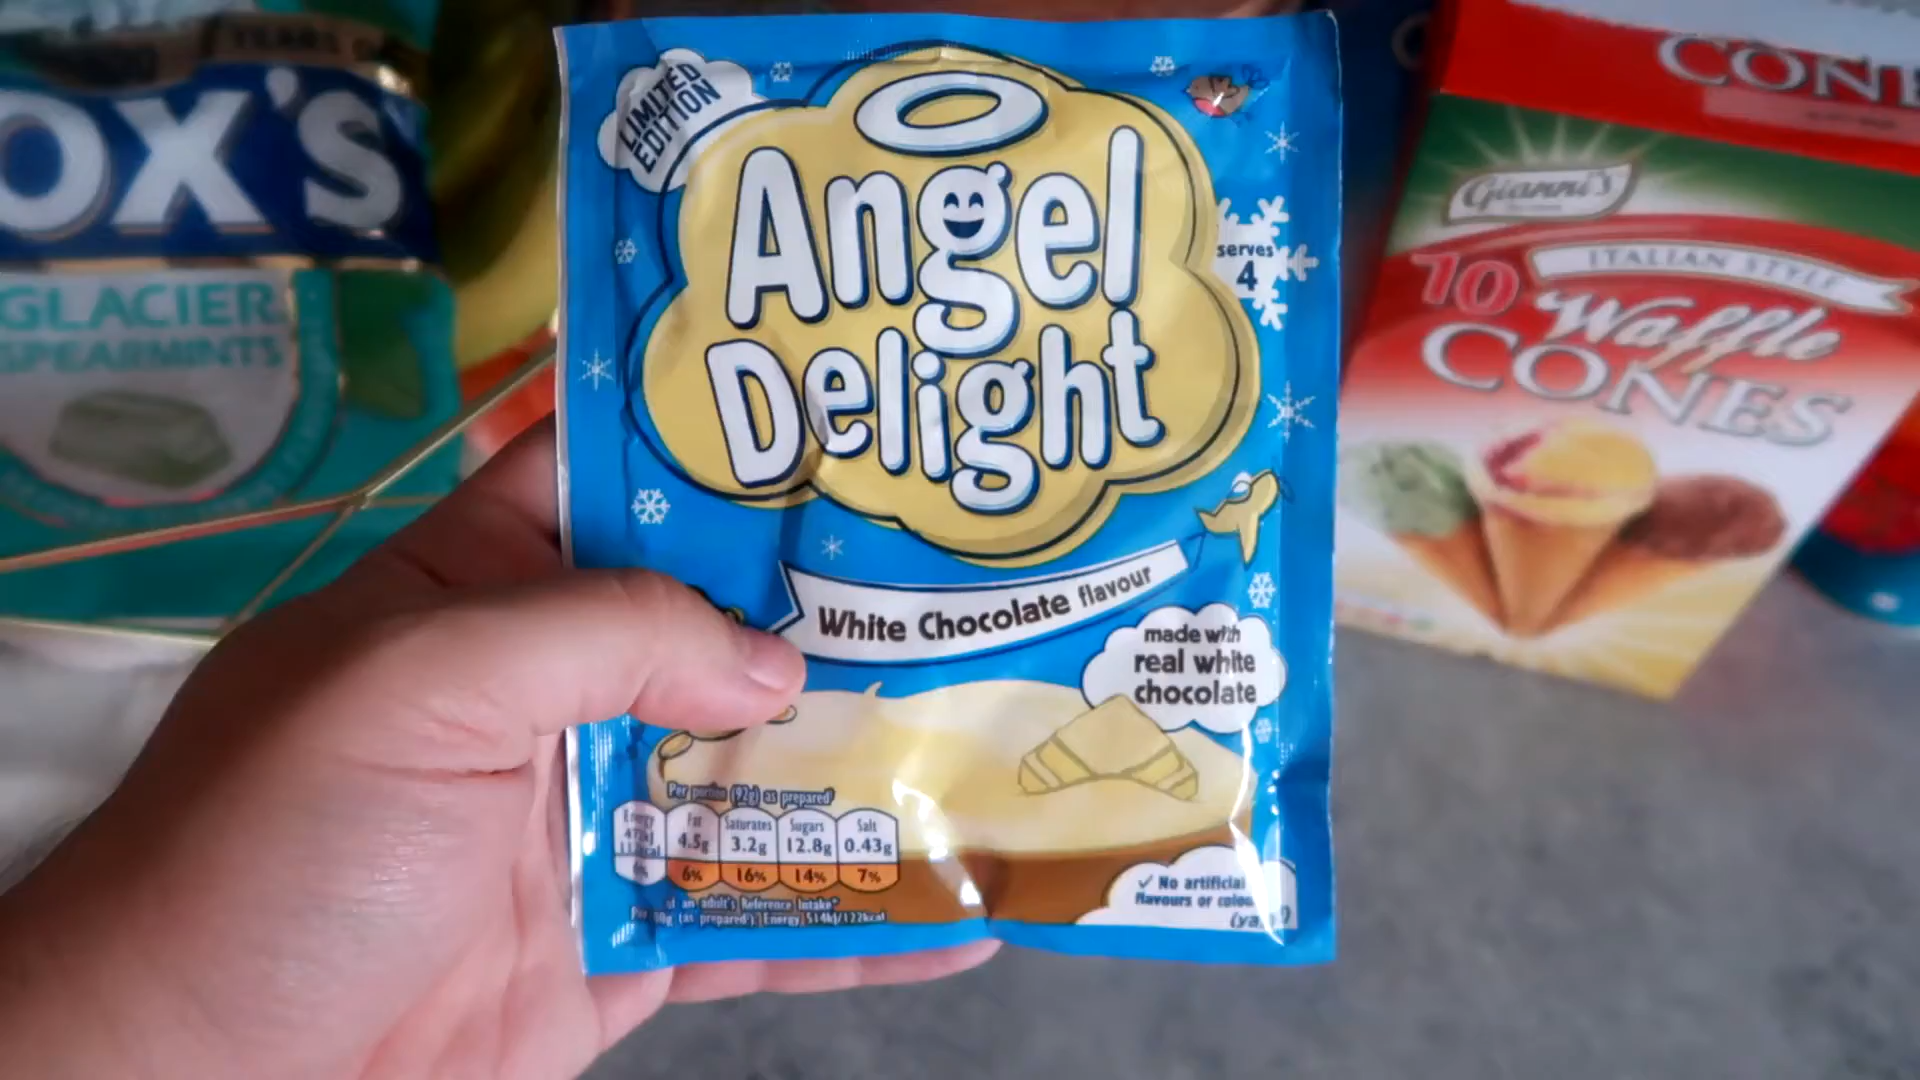 YEARS
OX'S
GLACIER
SPEARMINTS
LIMITED
EDITION
Angel
Delight
serves
4
White Chocolate flavour
made with
real white
chocolate
Per portion (92g) as prepared
Energy Fat Saturates Sugars Salt
4.5g 3.2g 12.8g 0.43g
6% 16% 14% 7%
of an adult's Reference Intake*
(as prepared): Energy 514kJ/122kcal
✓ No artificial
flavours or
CONE
Gianni's
ITALIAN STYLE
10 Waffle
CONES